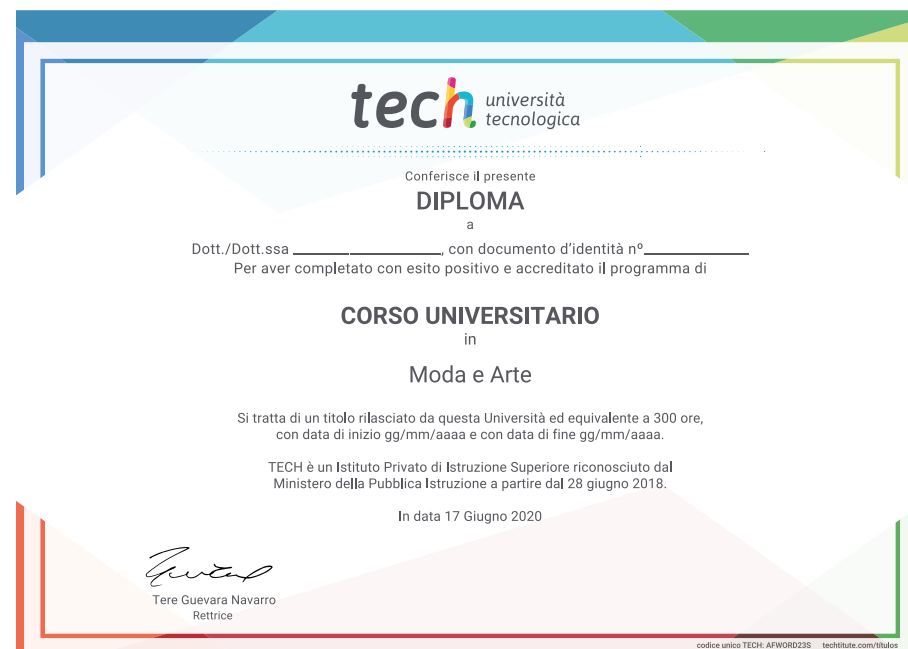 tech università
tecnologica
Conferisce il presente
DIPLOMA
a
Dott./Dott.ssa ____________________, con documento d'identità nº__________
Per aver completato con esito positivo e accreditato il programma di
CORSO UNIVERSITARIO
in
Moda e Arte
Si tratta di un titolo rilasciato da questa Università ed equivalente a 300 ore,
con data di inizio gg/mm/aaaa e con data di fine gg/mm/aaaa.
TECH è un Istituto Privato di Istruzione Superiore riconosciuto dal
Ministero della Pubblica Istruzione a partire dal 28 giugno 2018.
In data 17 Giugno 2020
Tere Guevara Navarro
Rettrice
codice unico TECH: AFWORD23S techtitute.com/títulos